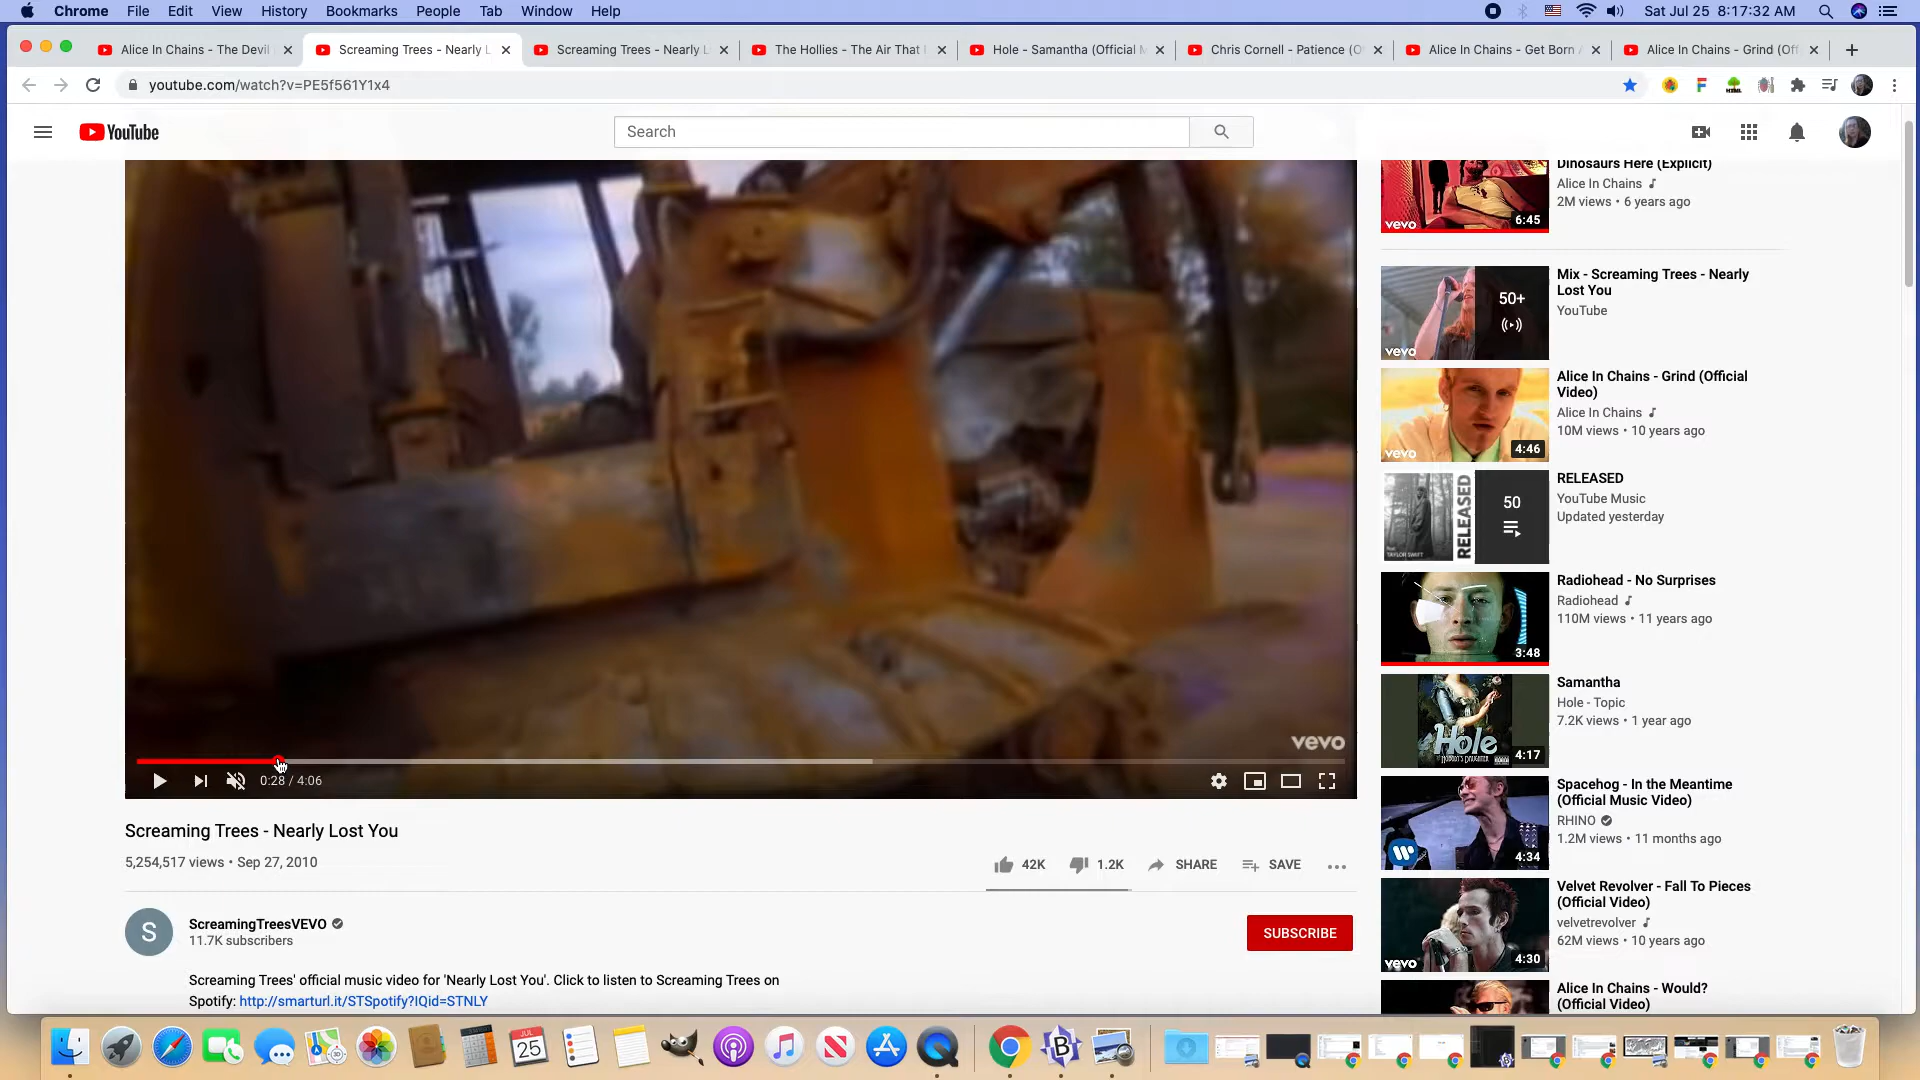 Chrome File Edit View History Bookmarks People Tab Window Help
Sat Jul 25 8:17:32 AM
Alice In Chains - The Devil
Screaming Trees - Nearly L
Screaming Trees - Nearly L
The Hollies - The Air That I
Hole - Samantha (Official M
Chris Cornell - Patience (O
Alice In Chains - Get Born A
Alice In Chains - Grind (Off
youtube.com/watch?v=PE5f561Y1x4
YouTube
Search
vevo
0:28 / 4:06
Screaming Trees - Nearly Lost You
5,254,517 views • Sep 27, 2010
42K
1.2K
SHARE
SAVE
S
ScreamingTreesVEVO
11.7K subscribers
SUBSCRIBE
Screaming Trees' official music video for 'Nearly Lost You'. Click to listen to Screaming Trees on
Spotify: http://smarturl.it/STSpotify?IQid=STNLY
Dinosaurs Here (Explicit)
Alice In Chains
2M views • 6 years ago
vevo
6:45
Mix - Screaming Trees - Nearly
Lost You
YouTube
50+
vevo
Alice In Chains - Grind (Official
Video)
Alice In Chains
10M views • 10 years ago
vevo
4:46
RELEASED
YouTube Music
Updated yesterday
RELEASED
50
TAYLOR SWIFT
Radiohead - No Surprises
Radiohead
110M views • 11 years ago
3:48
Samantha
Hole - Topic
7.2K views • 1 year ago
Hole
4:17
Spacehog - In the Meantime
(Official Music Video)
RHINO
1.2M views • 11 months ago
4:34
Velvet Revolver - Fall To Pieces
(Official Video)
velvetrevolver
62M views • 10 years ago
vevo
4:30
Alice In Chains - Would?
(Official Video)
JUL
25